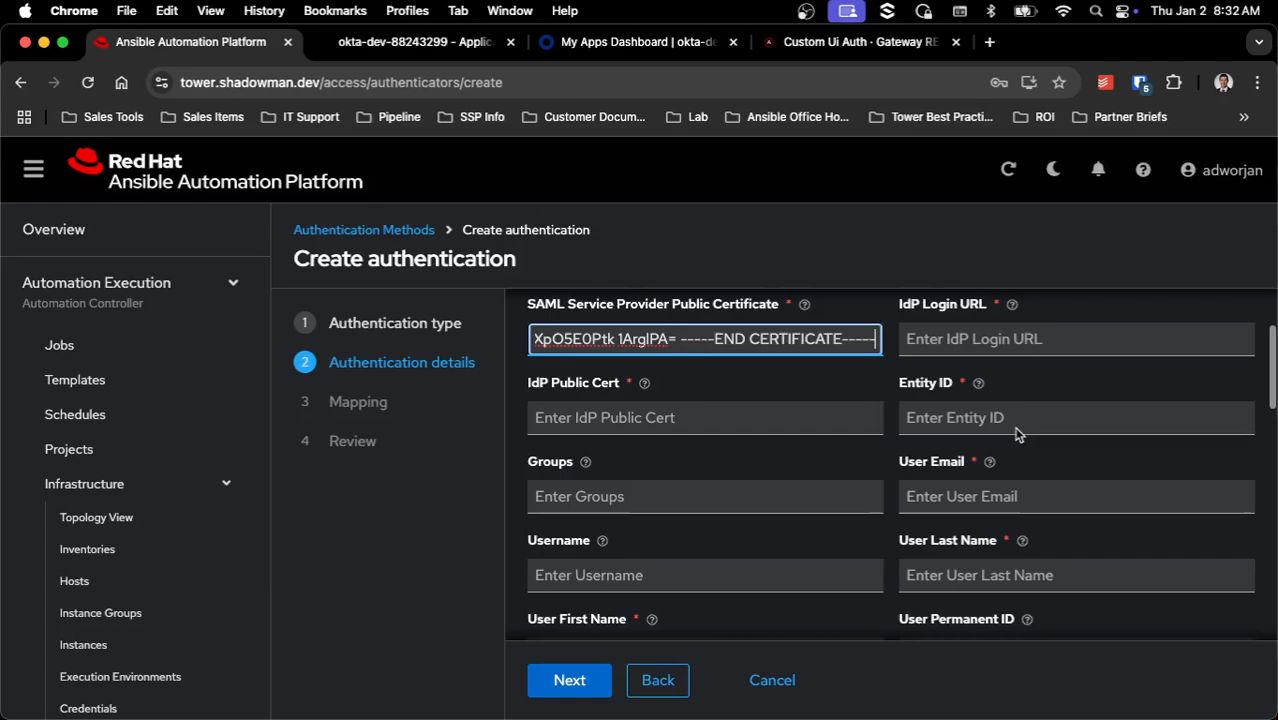 Chrome File Edit View History Bookmarks Profiles Tab Window Help Thu Jan 2 8:32 AM
Ansible Automation Platform okta-dev-88243299 - Applic My Apps Dashboard | okta-de Custom Ui Auth · Gateway RE
tower.shadowman.dev/access/authenticators/create
5
Sales Tools Sales Items IT Support Pipeline SSP Info Customer Docum... Lab Ansible Office Ho... Tower Best Practi... ROI Partner Briefs
Red Hat
Ansible Automation Platform
adworjan
Overview
Automation Execution
Automation Controller
Jobs
Templates
Schedules
Projects
Infrastructure
Topology View
Inventories
Hosts
Instance Groups
Instances
Execution Environments
Credentials
Authentication Methods > Create authentication
Create authentication
1 Authentication type
2 Authentication details
3 Mapping
4 Review
SAML Service Provider Public Certificate *
XpO5E0Ptk 1ArglPA= -----END CERTIFICATE-----
IdP Login URL *
Enter IdP Login URL
IdP Public Cert *
Enter IdP Public Cert
Entity ID *
Enter Entity ID
Groups
Enter Groups
User Email *
Enter User Email
Username
Enter Username
User Last Name *
Enter User Last Name
User First Name *
User Permanent ID
Next Back Cancel